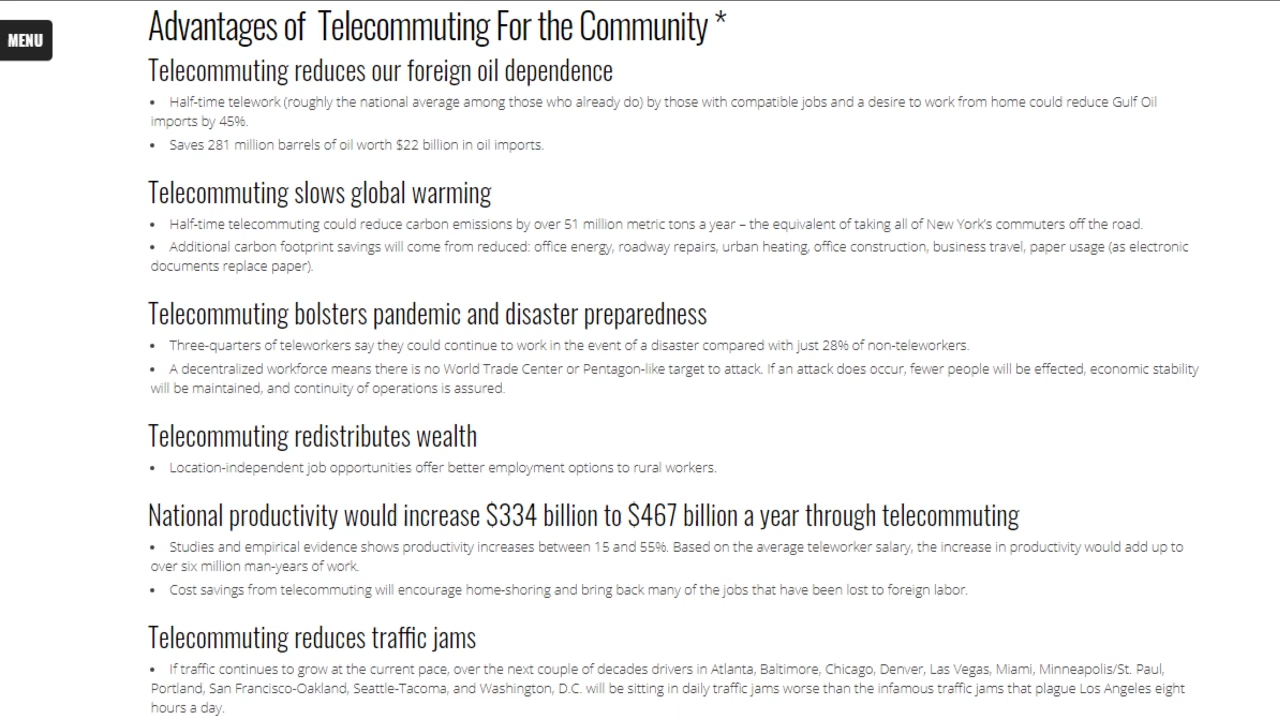 Advantages of Telecommuting For the Community *
MENU
Telecommuting reduces our foreign oil dependence
• Half-time telework (roughly the national average among those who already do) by those with compatible jobs and a desire to work from home could reduce Gulf Oil
imports by 45%.
• Saves 281 million barrels of oil worth $22 billion in oil imports.
Telecommuting slows global warming
• Half-time telecommuting could reduce carbon emissions by over 51 million metric tons a year – the equivalent of taking all of New York's commuters off the road.
• Additional carbon footprint savings will come from reduced: office energy, roadway repairs, urban heating, office construction, business travel, paper usage (as electronic
documents replace paper).
Telecommuting bolsters pandemic and disaster preparedness
• Three-quarters of teleworkers say they could continue to work in the event of a disaster compared with just 28% of non-teleworkers.
• A decentralized workforce means there is no World Trade Center or Pentagon-like target to attack. If an attack does occur, fewer people will be effected, economic stability
will be maintained, and continuity of operations is assured.
Telecommuting redistributes wealth
• Location-independent job opportunities offer better employment options to rural workers.
National productivity would increase $334 billion to $467 billion a year through telecommuting
• Studies and empirical evidence shows productivity increases between 15 and 55%. Based on the average teleworker salary, the increase in productivity would add up to
over six million man-years of work.
• Cost savings from telecommuting will encourage home-shoring and bring back many of the jobs that have been lost to foreign labor.
Telecommuting reduces traffic jams
• If traffic continues to grow at the current pace, over the next couple of decades drivers in Atlanta, Baltimore, Chicago, Denver, Las Vegas, Miami, Minneapolis/St. Paul,
Portland, San Francisco-Oakland, Seattle-Tacoma, and Washington, D.C. will be sitting in daily traffic jams worse than the infamous traffic jams that plague Los Angeles eight
hours a day.